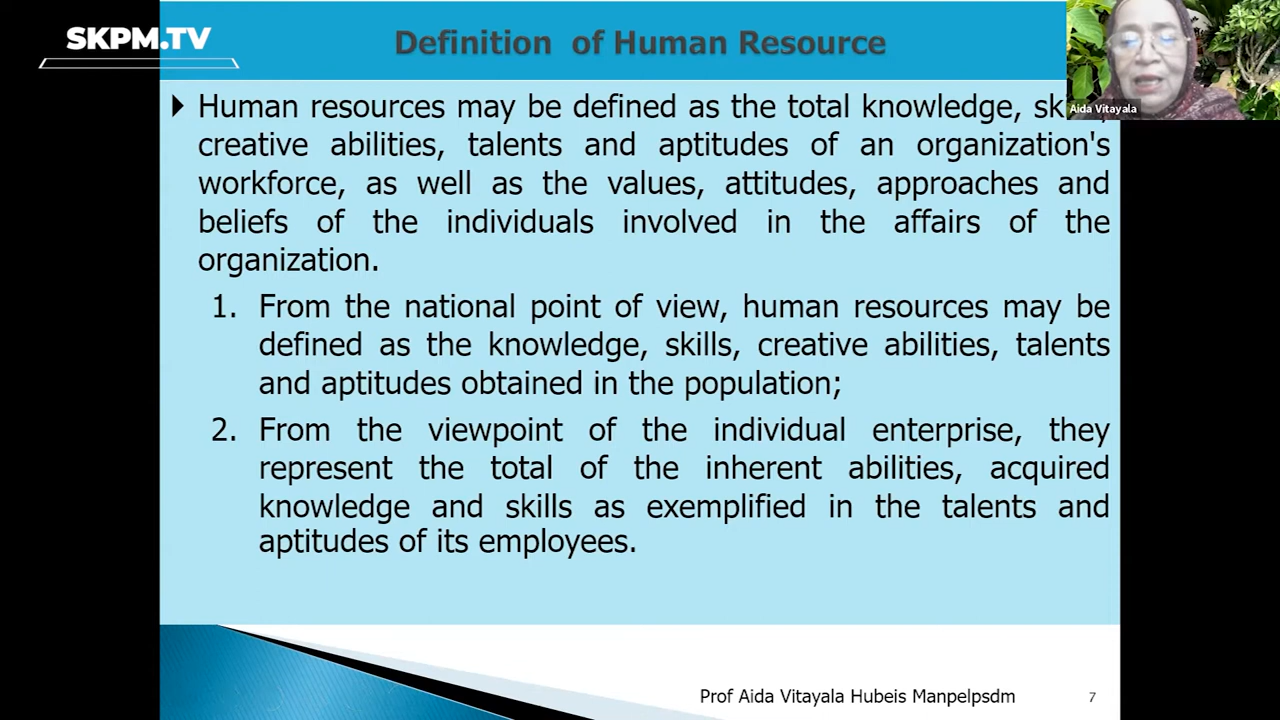 SKPM.TV
Definition of Human Resource
Aida Vitayala
Human resources may be defined as the total knowledge,
creative abilities, talents and aptitudes of an organization's
workforce, as well as the values, attitudes, approaches and
beliefs of the individuals involved in the affairs of the
organization.
1. From the national point of view, human resources may be
defined as the knowledge, skills, creative abilities, talents
and aptitudes obtained in the population;
2. From the viewpoint of the individual enterprise, they
represent the total of the inherent abilities, acquired
knowledge and skills as exemplified in the talents and
aptitudes of its employees.
Prof Aida Vitayala Hubeis Manpelpsdm 7